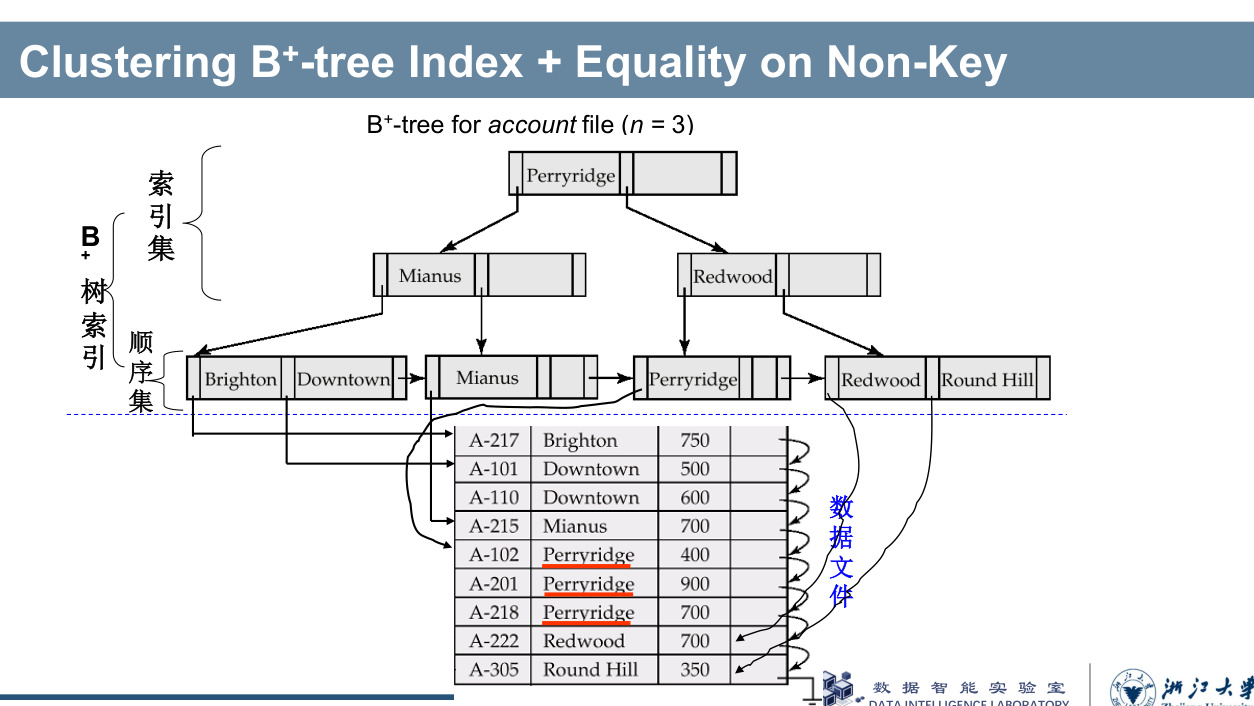 Clustering B+-tree Index + Equality on Non-Key
B+-tree for account file (n = 3)
索引集
B+树索引
顺序集
Perryridge
Mianus
Redwood
Brighton Downtown
Mianus
Perryridge
Redwood Round Hill
A-217 Brighton 750
A-101 Downtown 500
A-110 Downtown 600
A-215 Mianus 700
A-102 Perryridge 400
A-201 Perryridge 900
A-218 Perryridge 700
A-222 Redwood 700
A-305 Round Hill 350
数据文件
数据智能实验室
DATA INTELLIGENCE LABORATORY
浙江大学